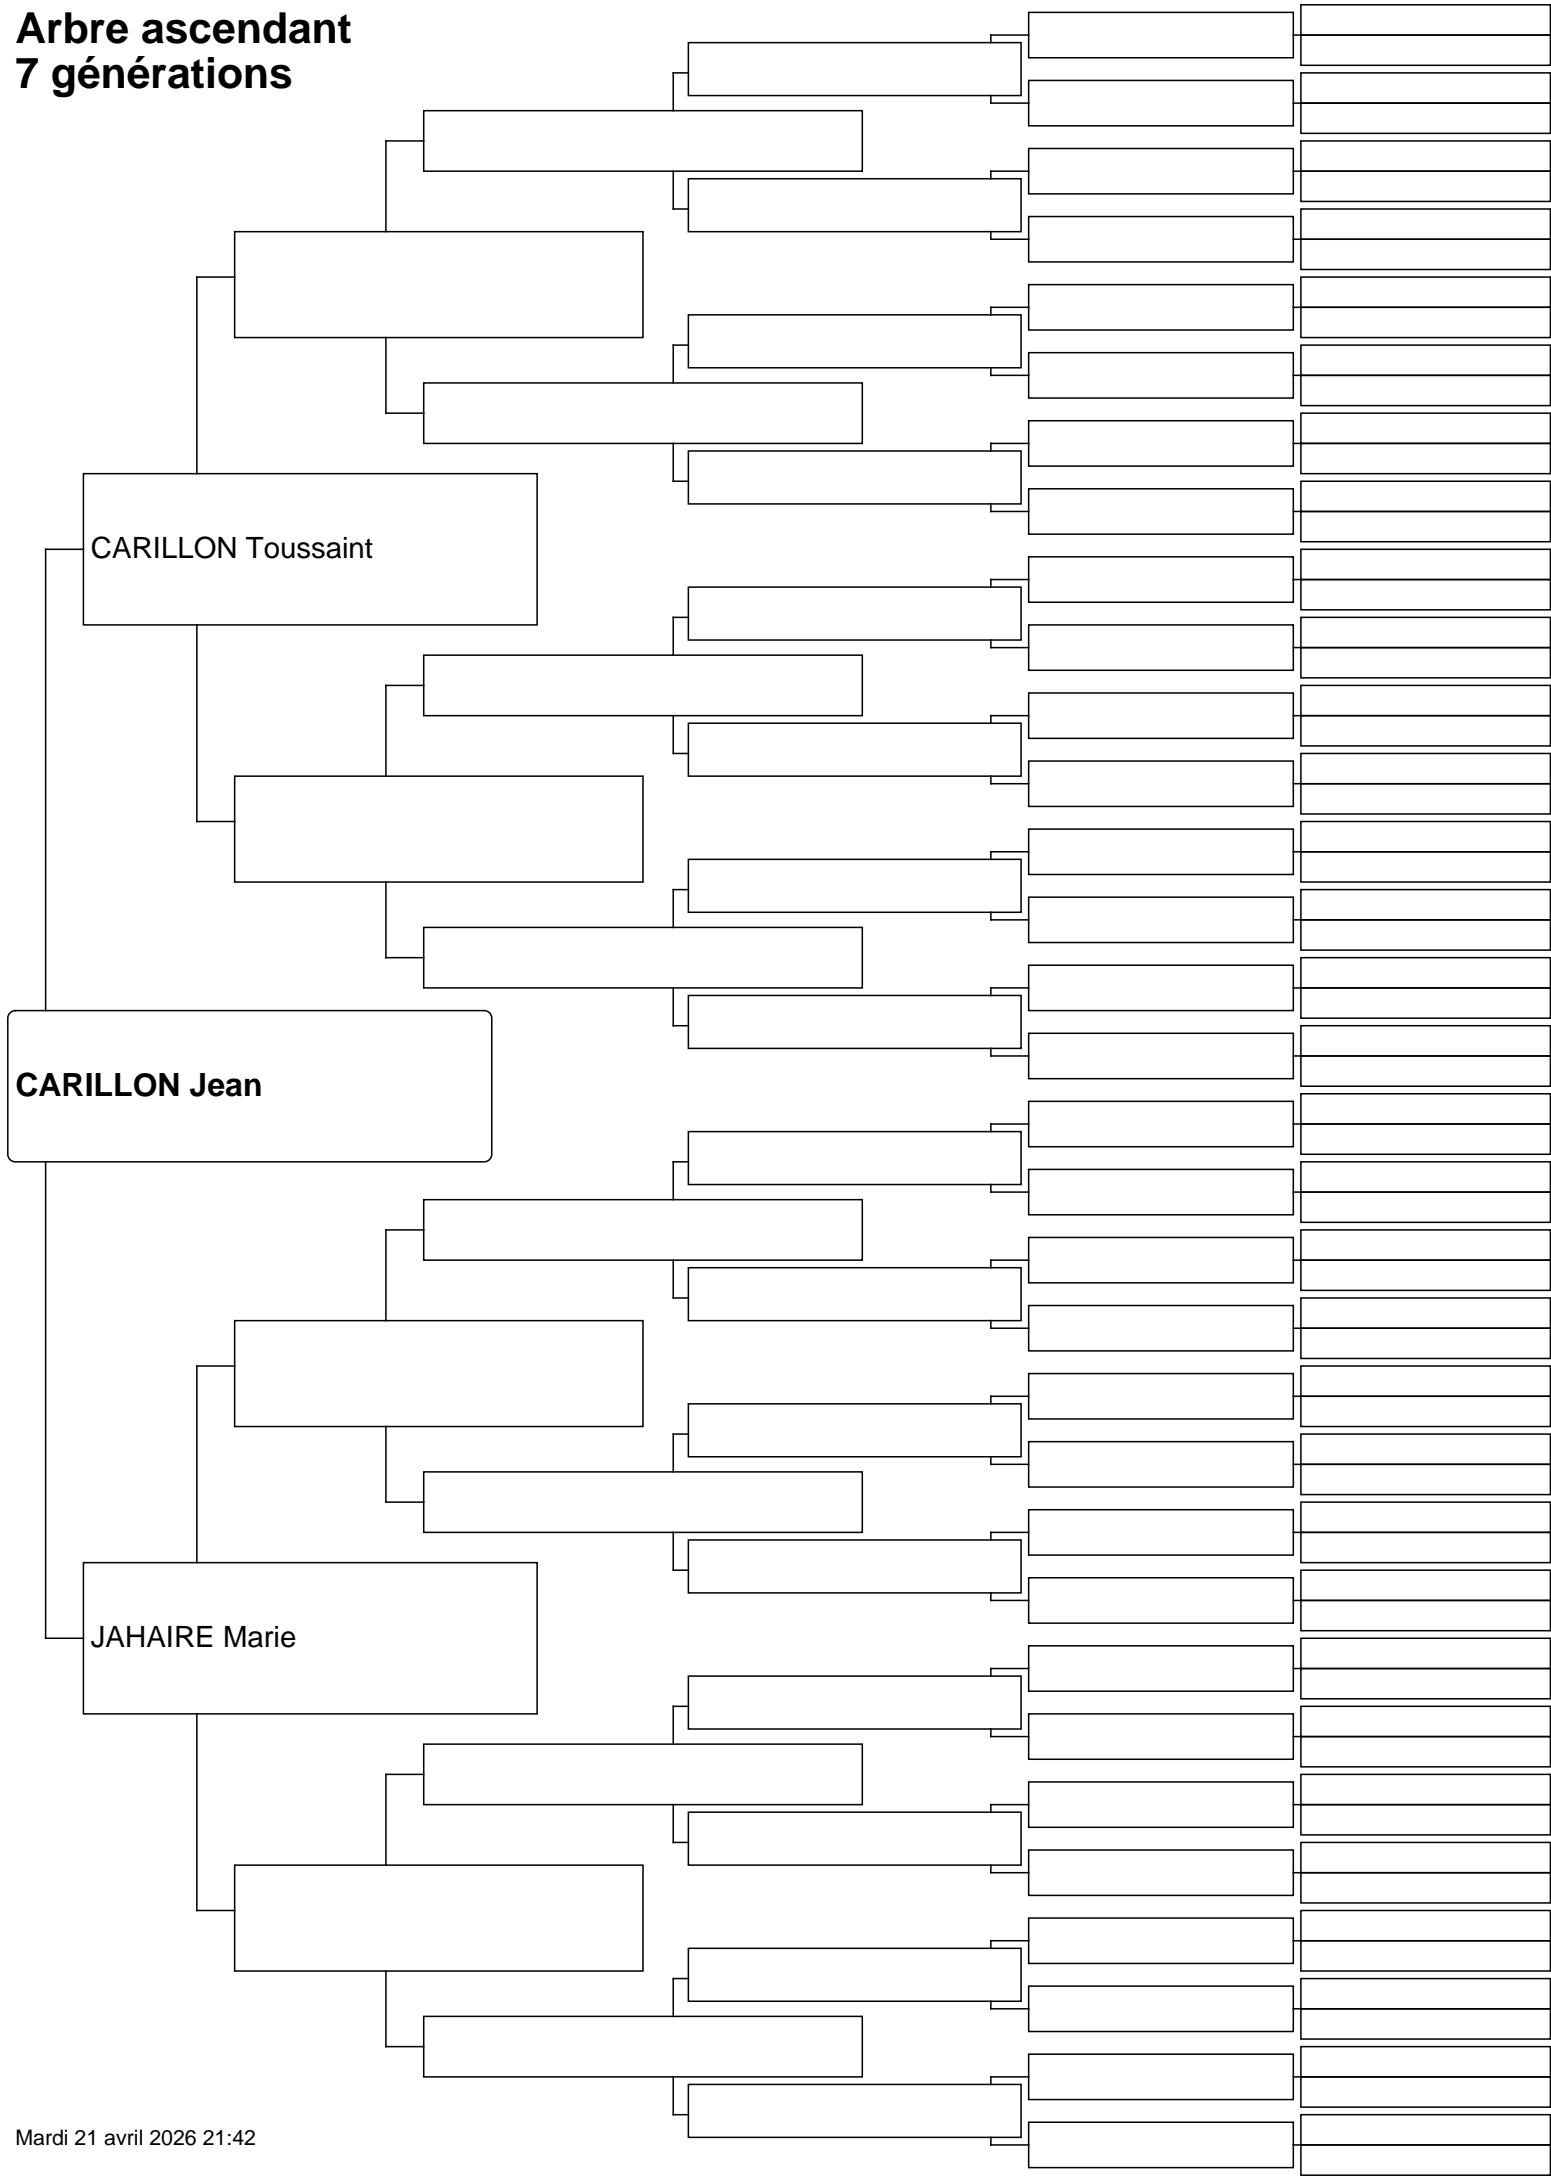 Arbre ascendant
7 générations
CARILLON Toussaint
CARILLON Jean
JAHAIRE Marie
Mardi 21 avril 2026 21:42